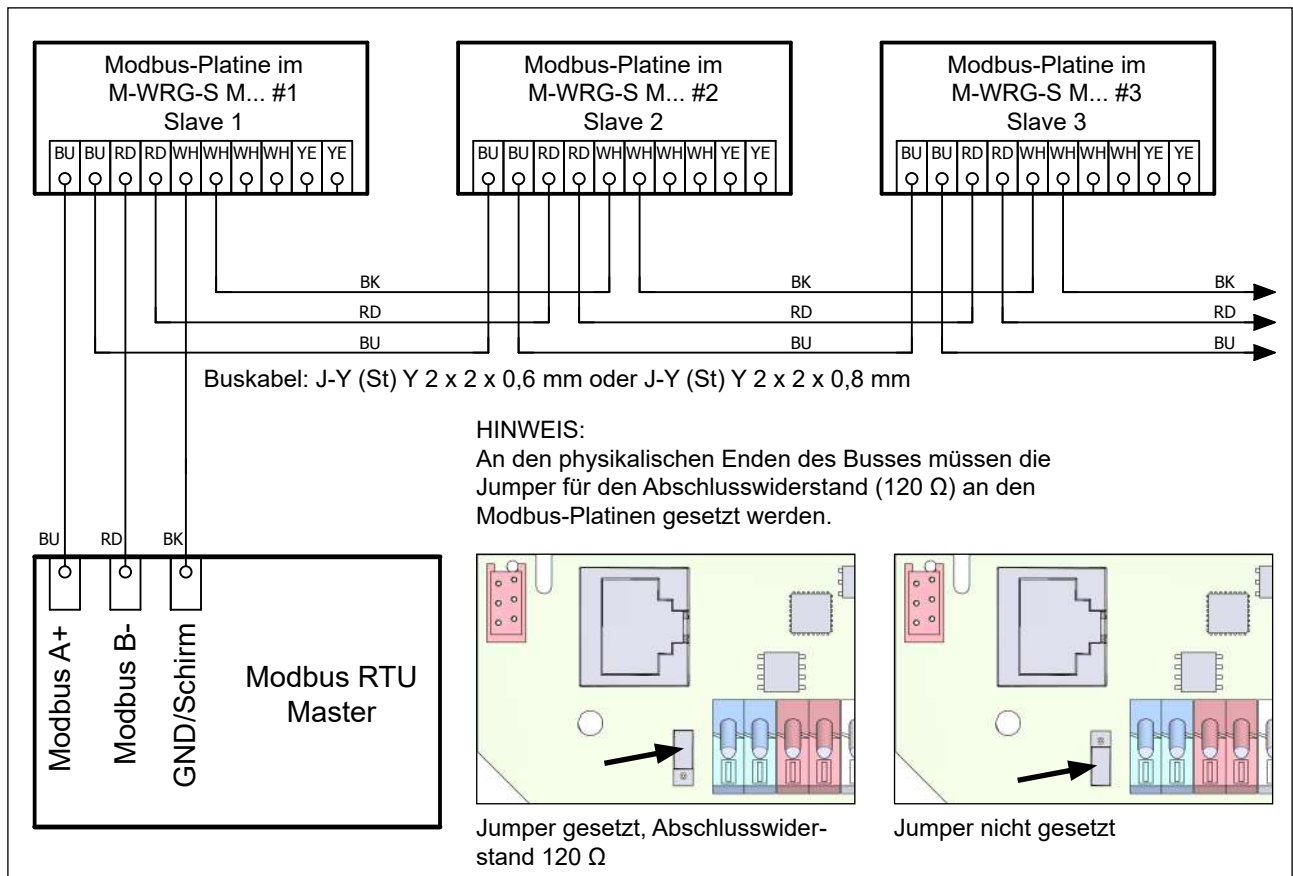 Modbus-Platine im
M-WRG-S M... #1
Slave 1
BU BU RD RD WH WH WH WH YE YE
Modbus-Platine im
M-WRG-S M... #2
Slave 2
BU BU RD RD WH WH WH WH YE YE
Modbus-Platine im
M-WRG-S M... #3
Slave 3
BU BU RD RD WH WH WH WH YE YE
BK BK BK
RD RD RD
BU BU BU
Buskabel: J-Y (St) Y 2 x 2 x 0,6 mm oder J-Y (St) Y 2 x 2 x 0,8 mm
HINWEIS:
An den physikalischen Enden des Busses müssen die
Jumper für den Abschlusswiderstand (120 Ω) an den
Modbus-Platinen gesetzt werden.
BU RD BK
Modbus A+
Modbus B-
GND/Schirm
Modbus RTU
Master
Jumper gesetzt, Abschlusswider-
stand 120 Ω
Jumper nicht gesetzt